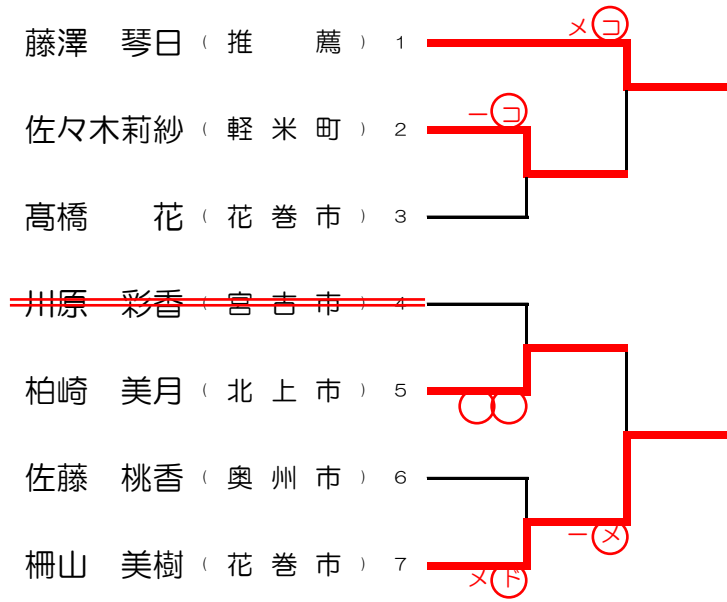 メコ
藤澤 琴日 ( 推 薦 ) 1
ーコ
佐々木莉紗 ( 軽米町 ) 2
髙橋 花 ( 花巻市 ) 3
川原 彩香 ( 宮古市 ) 4
柏崎 美月 ( 北上市 ) 5
佐藤 桃香 ( 奥州市 ) 6
ーメ
柵山 美樹 ( 花巻市 ) 7
メド